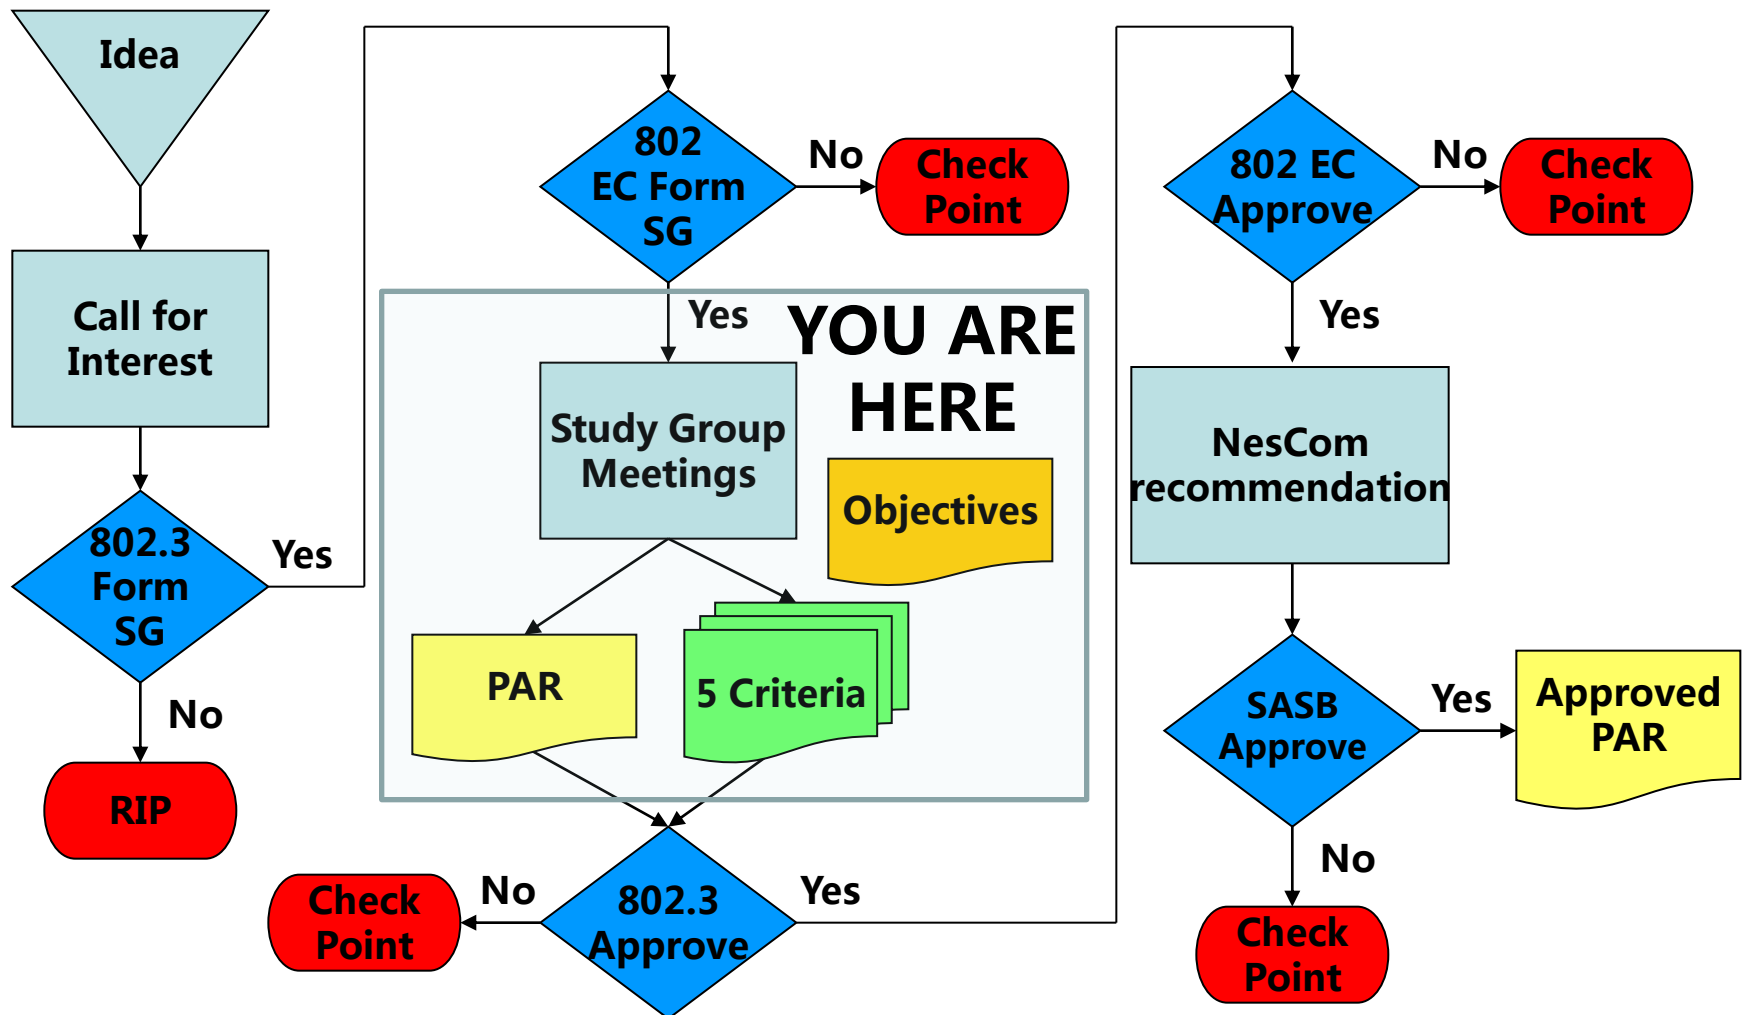 Idea
Call for
Interest
802.3
Form
SG
Yes
No
RIP
802
EC Form
SG
No
Check
Point
Yes
YOU ARE
HERE
Study Group
Meetings
Objectives
PAR
5 Criteria
802.3
Approve
No
Check
Point
Yes
802 EC
Approve
No
Check
Point
Yes
NesCom
recommendation
SASB
Approve
Yes
Approved
PAR
No
Check
Point